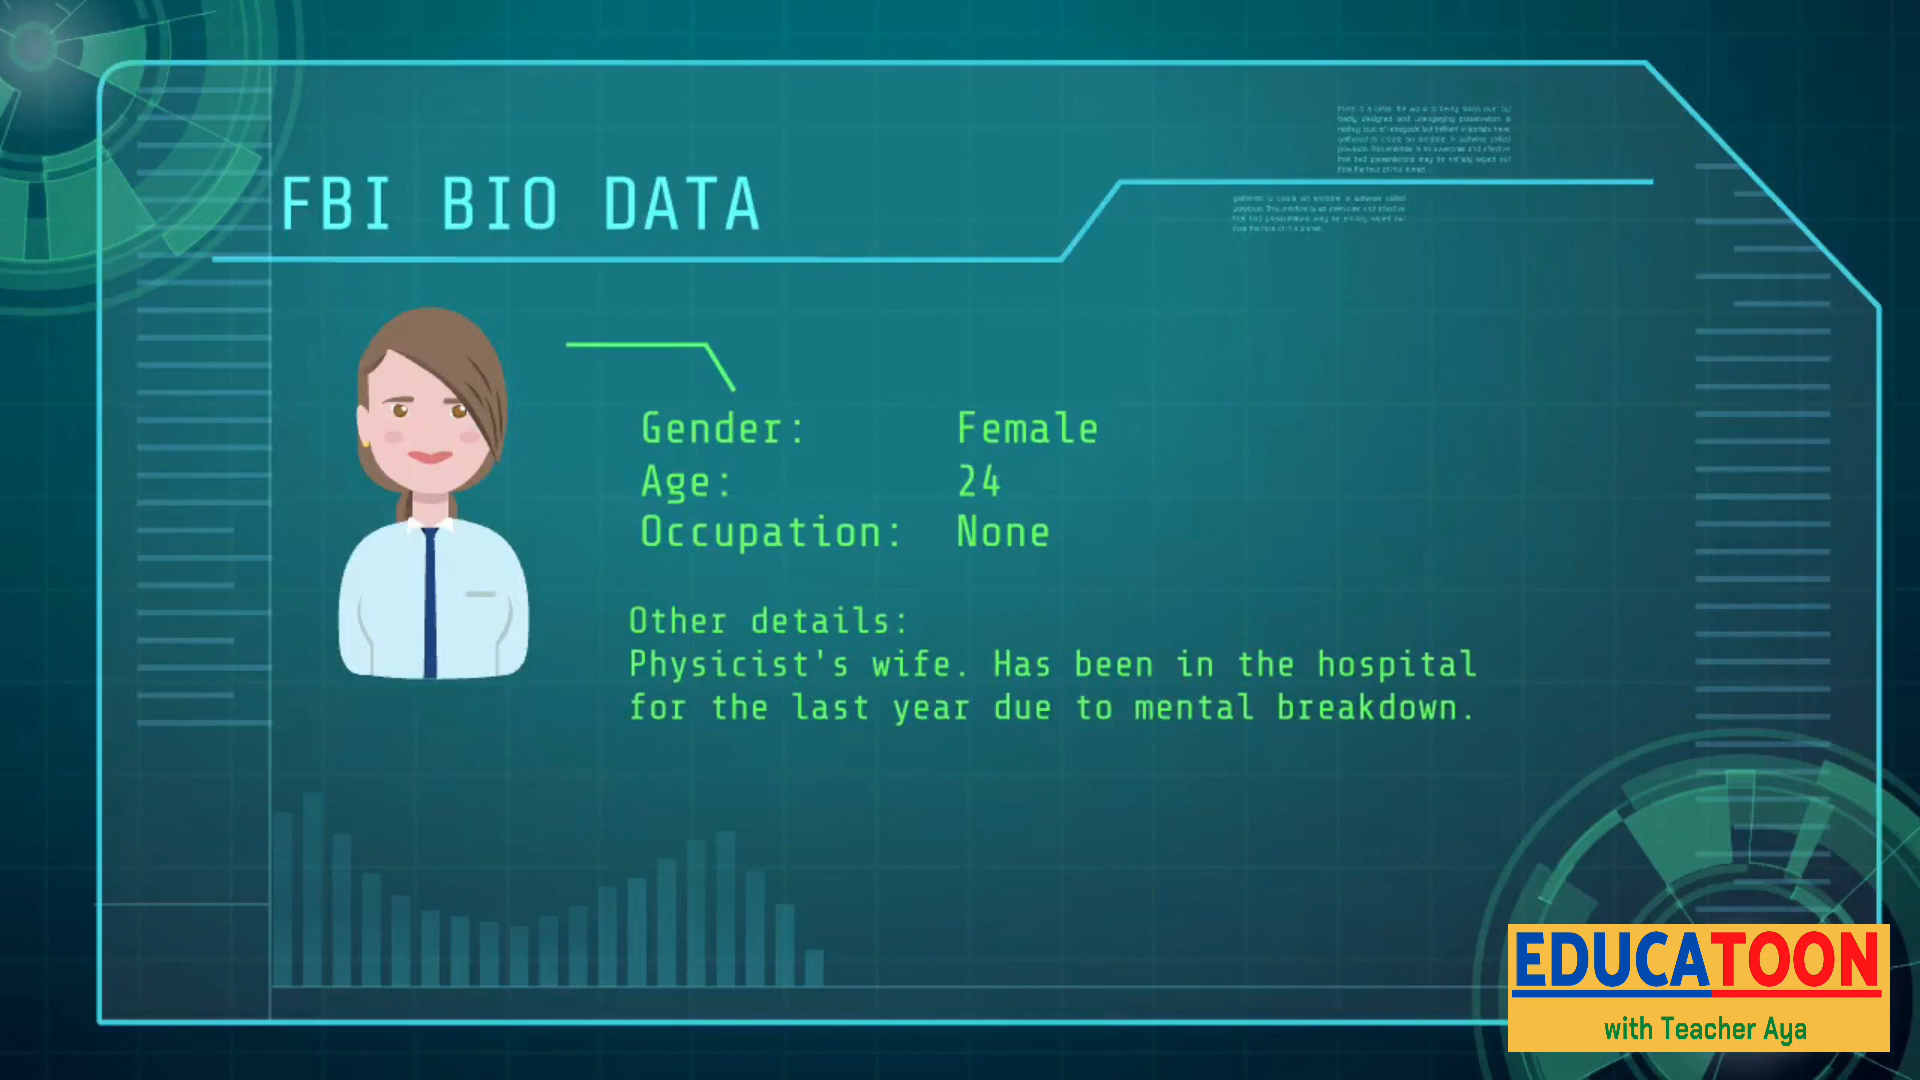 FBI BIO DATA
Gender: Female
Age: 24
Occupation: None
Other details:
Physicist's wife. Has been in the hospital
for the last year due to mental breakdown.
EDUCATOON
with Teacher Aya